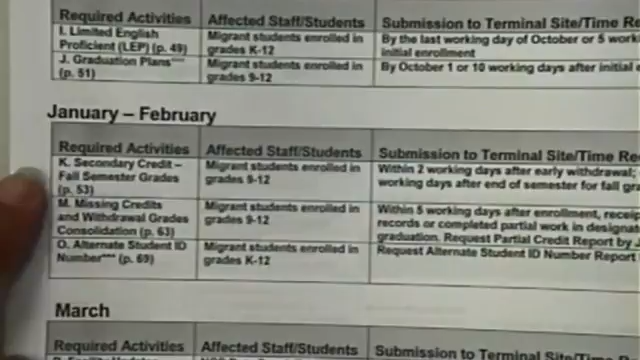 Required Activities Affected Staff/Students Submission to Terminal Site/Time Re
I. Limited English Migrant students enrolled in By the last working day of October or 5 work
Proficient (LEP) (p. 49) grades K-12 initial enrollment
J. Graduation Plans*** Migrant students enrolled in By October 1 or 10 working days after initial e
(p. 51) grades 9-12
January – February
Required Activities Affected Staff/Students Submission to Terminal Site/Time Re
K. Secondary Credit – Migrant students enrolled in Within 2 working days after early withdrawal;
Fall Semester Grades grades 9-12 working days after end of semester for fall gra
(p. 53)
M. Missing Credits Migrant students enrolled in Within 5 working days after enrollment, recei
and Withdrawal Grades grades 9-12 records or completed partial work in designat
Consolidation (p. 63) graduation. Request Partial Credit Report by J
O. Alternate Student ID Migrant students enrolled in Request Alternate Student ID Number Report
Number*** (p. 69) grades K-12
March
Required Activities Affected Staff/Students Submission to Terminal Site/Time